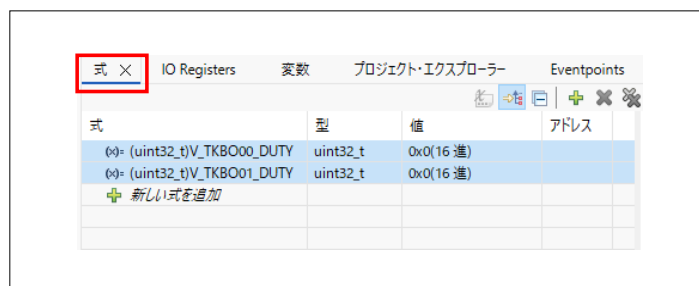 式 IO Registers 変数 プロジェクト・エクスプローラー Eventpoints
式 型 値 アドレス
(x)= (uint32_t)V_TKBO00_DUTY uint32_t 0x0(16 進)
(x)= (uint32_t)V_TKBO01_DUTY uint32_t 0x0(16 進)
新しい式を追加